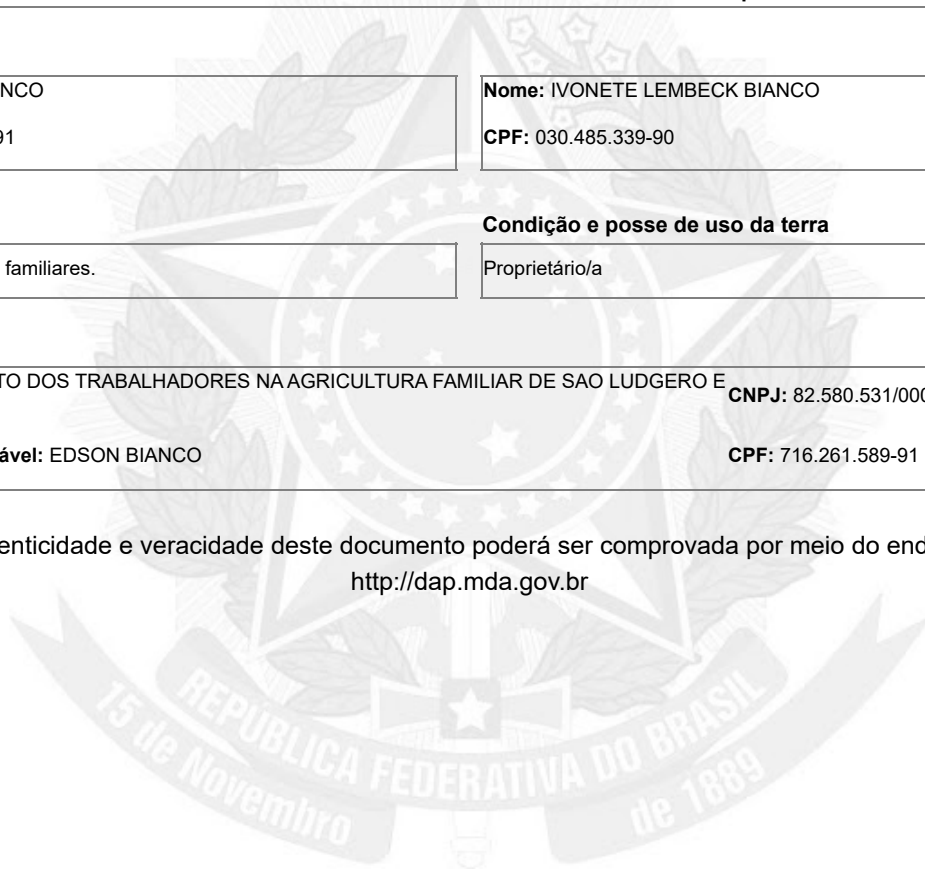 NCO
Nome: IVONETE LEMBECK BIANCO
91
CPF: 030.485.339-90
Condição e posse de uso da terra
familiares.
Proprietário/a
TO DOS TRABALHADORES NA AGRICULTURA FAMILIAR DE SAO LUDGERO E
CNPJ: 82.580.531/000
ável: EDSON BIANCO
CPF: 716.261.589-91
enticidade e veracidade deste documento poderá ser comprovada por meio do end
http://dap.mda.gov.br
REPUBLICA FEDERATIVA DO BRASIL
15 de Novembro
de 1889